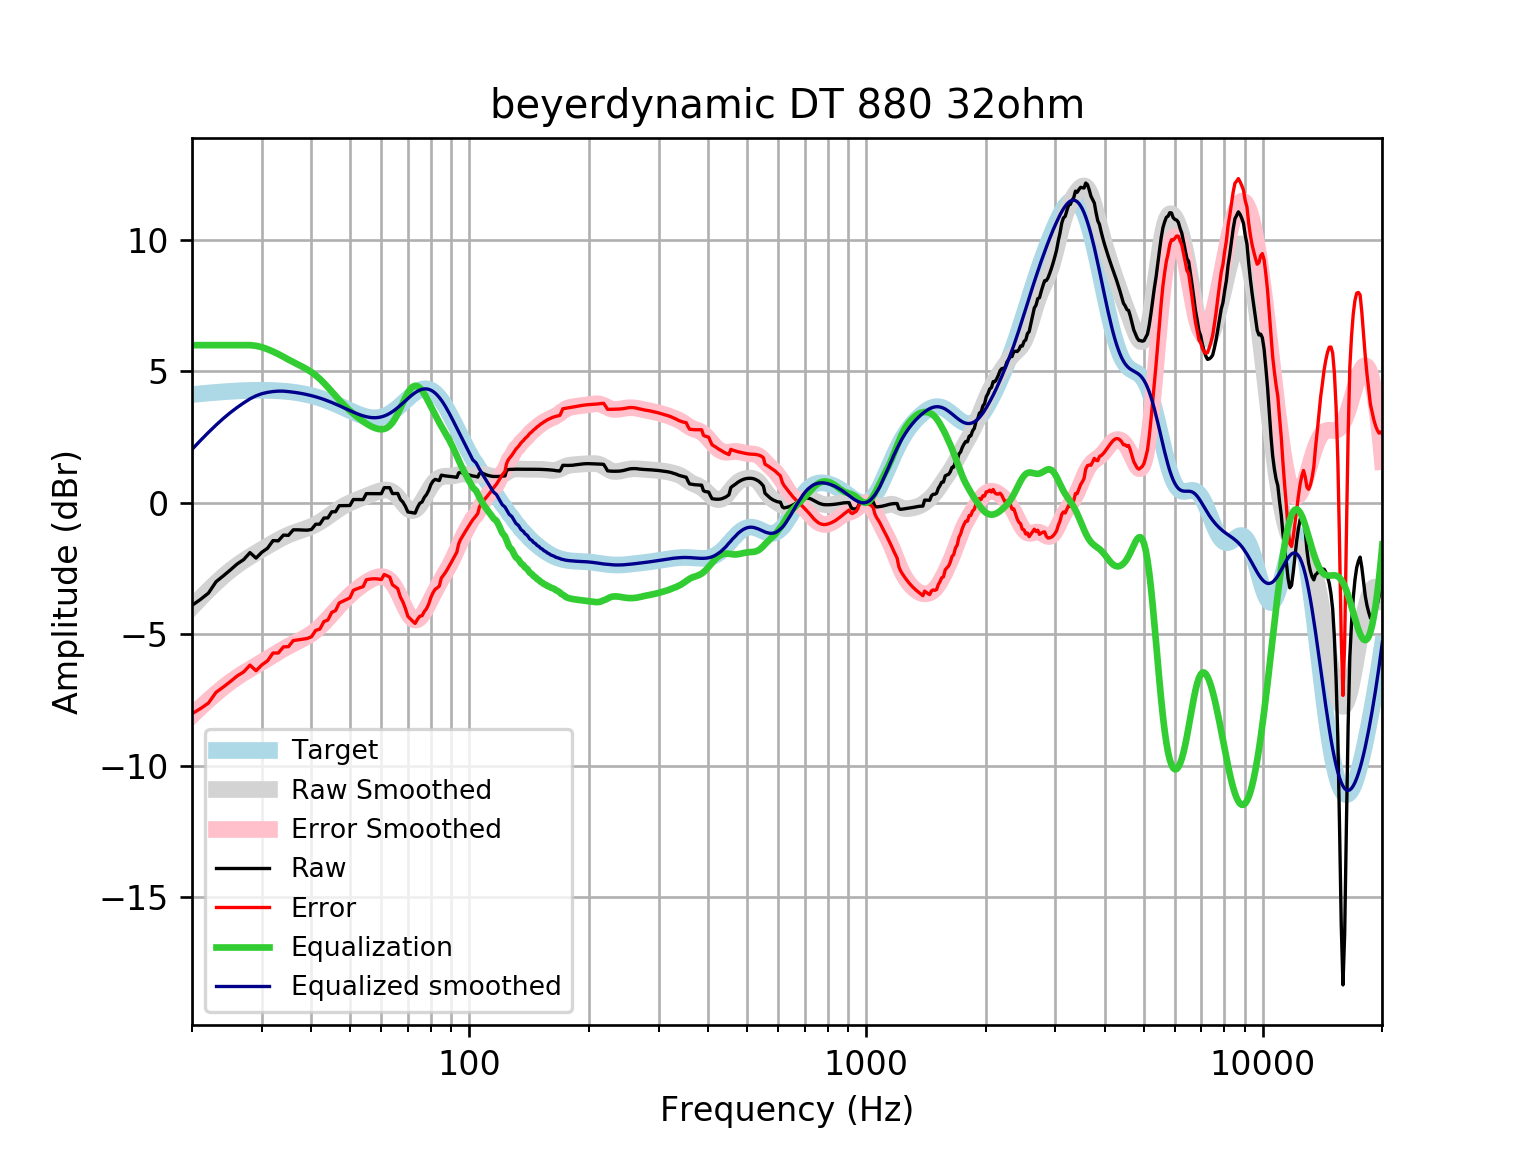 beyerdynamic DT 880 32ohm
10
5
0
−5
−10
−15
Amplitude (dBr)
Target
Raw Smoothed
Error Smoothed
Raw
Error
Equalization
Equalized smoothed
100
1000
10000
Frequency (Hz)